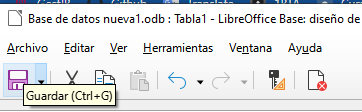 Base de datos nueva1.odb : Tabla1 - LibreOffice Base: diseño de
Archivo Editar Ver Herramientas Ventana Ayuda
Guardar (Ctrl+G)